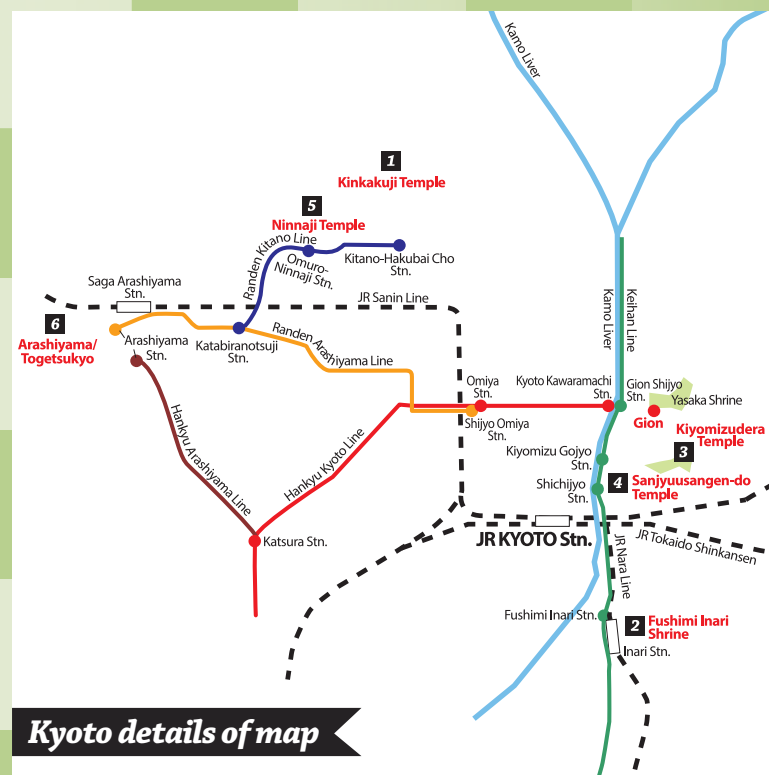 Kamo Liver
1
Kinkakuji Temple
5
Ninnaji Temple
Randen Kitano Line
Omuro-
Ninnaji Stn.
Kitano-Hakubai Cho
Stn.
Saga Arashiyama
Stn.
JR Sanin Line
Kamo Liver
Keihan Line
6
Arashiyama/
Togetsukyo
Arashiyama
Stn.
Katabiranotsuji
Stn.
Randen Arashiyama Line
Omiya
Stn.
Kyoto Kawaramachi
Stn.
Gion Shijyo
Stn.
Yasaka Shrine
Gion
Shijyo Omiya
Stn.
Kiyomizudera
Temple
3
Hankyu Arashiyama Line
Hankyu Kyoto Line
Kiyomizu Gojyo
Stn.
Shichijyo
Stn.
4
Sanjyuusangen-do
Temple
Katsura Stn.
JR KYOTO Stn.
JR Nara Line
JR Tokaido Shinkansen
Fushimi Inari Stn.
2
Fushimi Inari
Shrine
Inari Stn.
Kyoto details of map